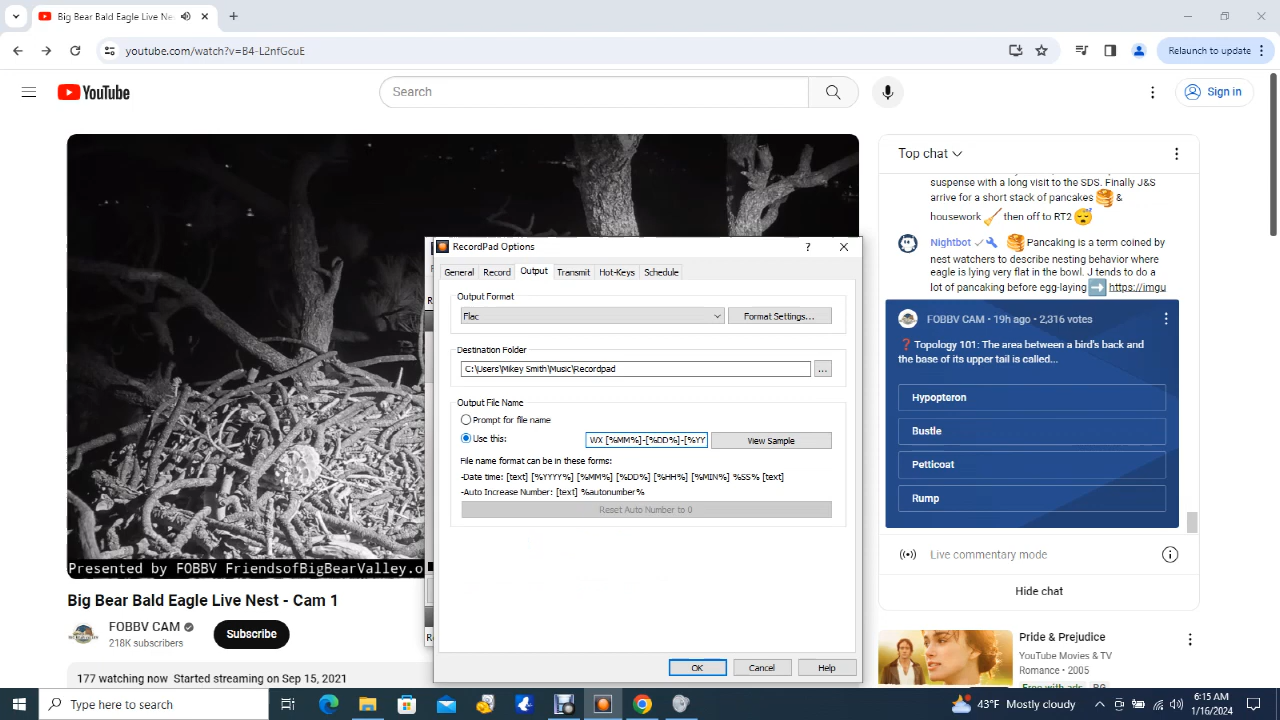 Big Bear Bald Eagle Live Ne
youtube.com/watch?v=B4-L2nfGcuE
Relaunch to update
YouTube
Search
Sign in
Top chat
suspense with a long visit to the SDS. Finally J&S
arrive for a short stack of pancakes 🥞 &
housework 🧹 then off to RT2 😴
Nightbot 🥞 Pancaking is a term coined by
nest watchers to describe nesting behavior where
eagle is lying very flat in the bowl. J tends to do a
lot of pancaking before egg-laying ➡️ https://imgu
FOBBV CAM • 19h ago • 2,316 votes
❓Topology 101: The area between a bird's back and
the base of its upper tail is called...
Hypopteron
Bustle
Petticoat
Rump
Live commentary mode
Hide chat
Pride & Prejudice
YouTube Movies & TV
Romance • 2005
Free with ads PG
RecordPad Options
?
General Record Output Transmit Hot-Keys Schedule
Output Format
Flac
Format Settings...
Destination Folder
C:\Users\Mikey Smith\Music\Recordpad
...
Output File Name
Prompt for file name
Use this:
WX [%MM%]-[%DD%]-[%YY
View Sample
File name format can be in these forms:
-Date time: [text] [%YYYY%] [%MM%] [%DD%] [%HH%] [%MIN%] %SS% [text]
-Auto Increase Number: [text] %autonumber%
Reset Auto Number to 0
OK Cancel Help
Presented by FOBBV FriendsofBigBearValley.o
Big Bear Bald Eagle Live Nest - Cam 1
FOBBV CAM
218K subscribers
Subscribe
177 watching now Started streaming on Sep 15, 2021
Type here to search
43°F Mostly cloudy
6:15 AM
1/16/2024